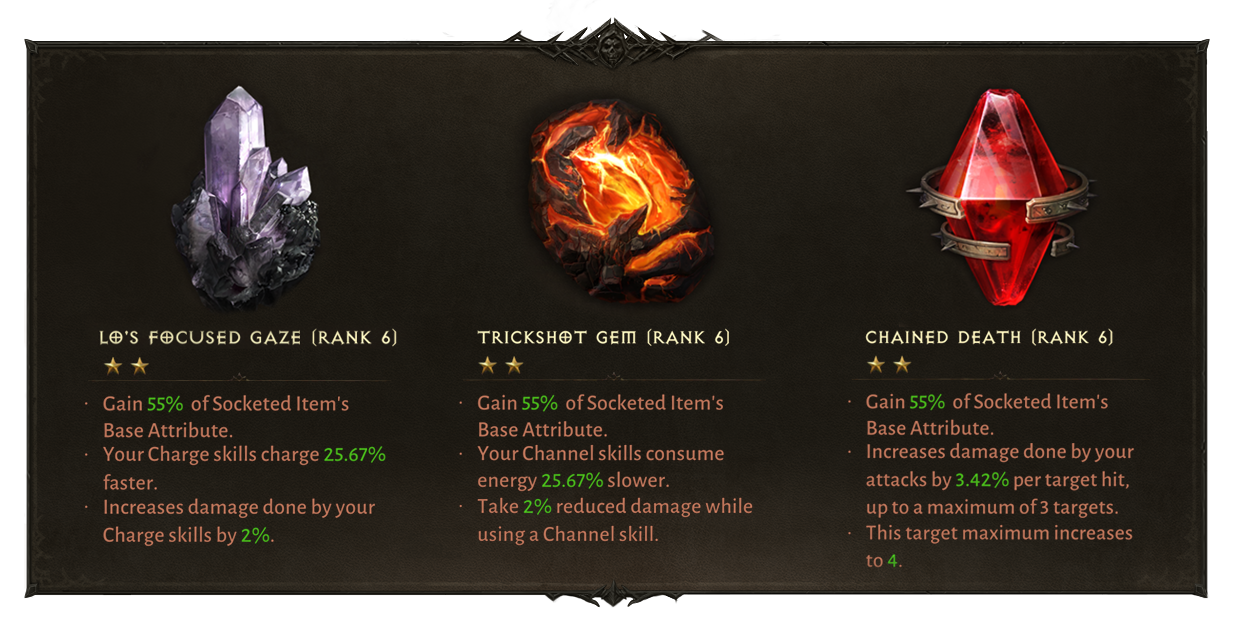 LO'S FOCUSED GAZE (RANK 6)
· Gain 55% of Socketed Item's
Base Attribute.
· Your Charge skills charge 25.67%
faster.
· Increases damage done by your
Charge skills by 2%.
TRICKSHOT GEM (RANK 6)
· Gain 55% of Socketed Item's
Base Attribute.
· Your Channel skills consume
energy 25.67% slower.
· Take 2% reduced damage while
using a Channel skill.
CHAINED DEATH (RANK 6)
· Gain 55% of Socketed Item's
Base Attribute.
· Increases damage done by your
attacks by 3.42% per target hit,
up to a maximum of 3 targets.
· This target maximum increases
to 4.